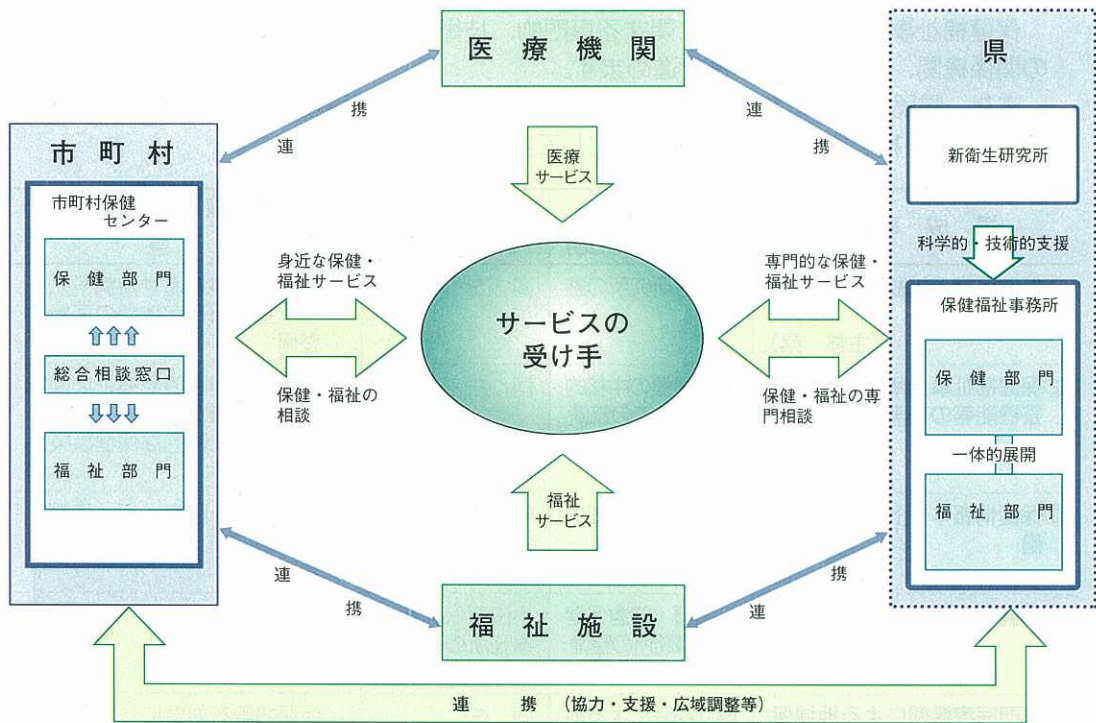 医療機関
連
携
連
携
市町村
市町村保健
センター
保健部門
総合相談窓口
福祉部門
県
新衛生研究所
科学的・技術的支援
保健福祉事務所
保健部門
一体的展開
福祉部門
医療
サービス
身近な保健・
福祉サービス
保健・福祉の
相談
サービスの
受け手
専門的な保健・
福祉サービス
保健・福祉の専
門相談
福祉
サービス
連
携
連
携
福祉施設
連携 (協力・支援・広域調整等)